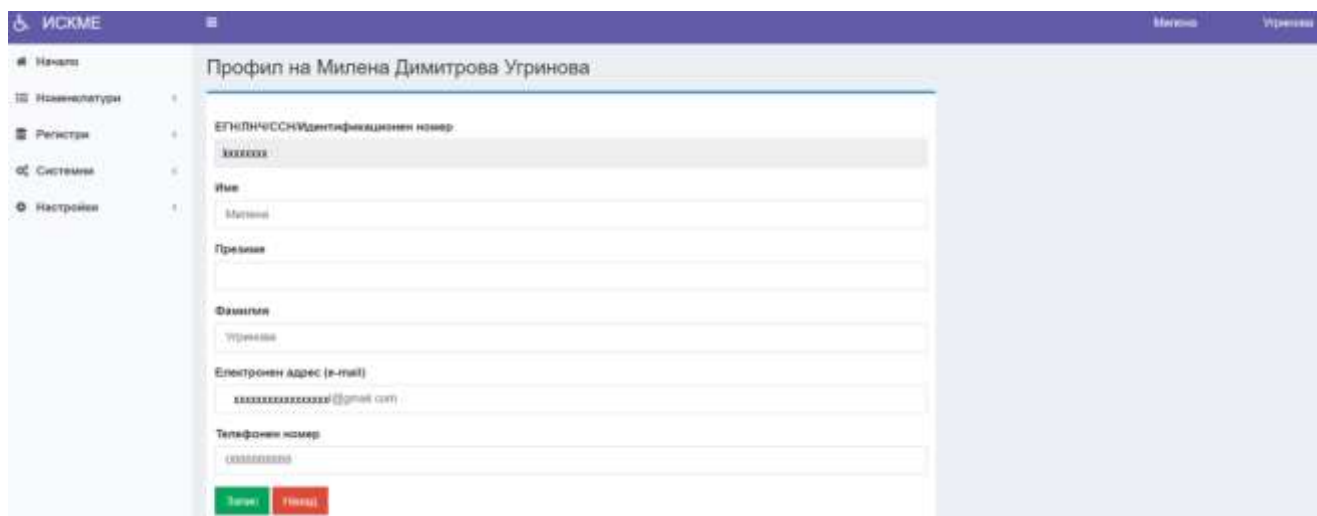 ИСКМЕ
Милена Угринова
Начало
Номенклатури
Регистри
Системни
Настройки
Профил на Милена Димитрова Угринова
ЕГН/ЛНЧ/ССН/Идентификационен номер
Име
Милена
Презиме
Фамилия
Угринова
Електронен адрес (e-mail)
@gmail.com
Телефонен номер
Запис Назад